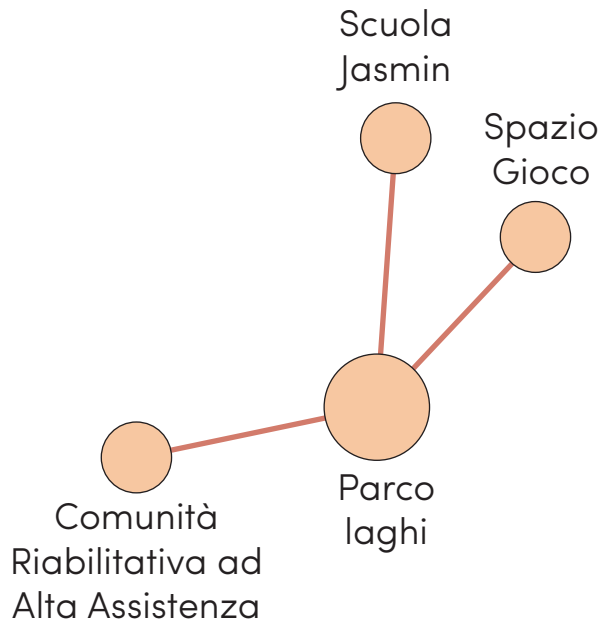 Scuola
Jasmin
Spazio
Gioco
Parco
laghi
Comunità
Riabilitativa ad
Alta Assistenza